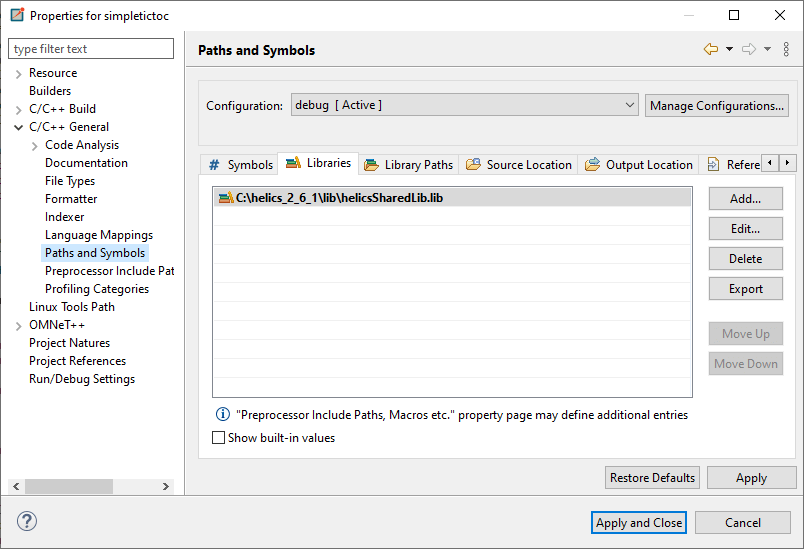 Properties for simpletictoc
type filter text
Resource
Builders
C/C++ Build
C/C++ General
Code Analysis
Documentation
File Types
Formatter
Indexer
Language Mappings
Paths and Symbols
Preprocessor Include Pat
Profiling Categories
Linux Tools Path
OMNeT++
Project Natures
Project References
Run/Debug Settings
Paths and Symbols
Configuration: debug [ Active ] Manage Configurations...
# Symbols Libraries Library Paths Source Location Output Location Refere
C:\helics_2_6_1\lib\helicsSharedLib.lib
Add...
Edit...
Delete
Export
Move Up
Move Down
"Preprocessor Include Paths, Macros etc." property page may define additional entries
Show built-in values
Restore Defaults Apply
Apply and Close Cancel